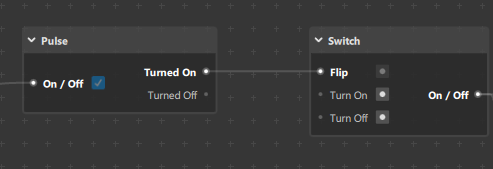 Pulse
On / Off
Turned On
Turned Off
Switch
Flip
Turn On
Turn Off
On / Off